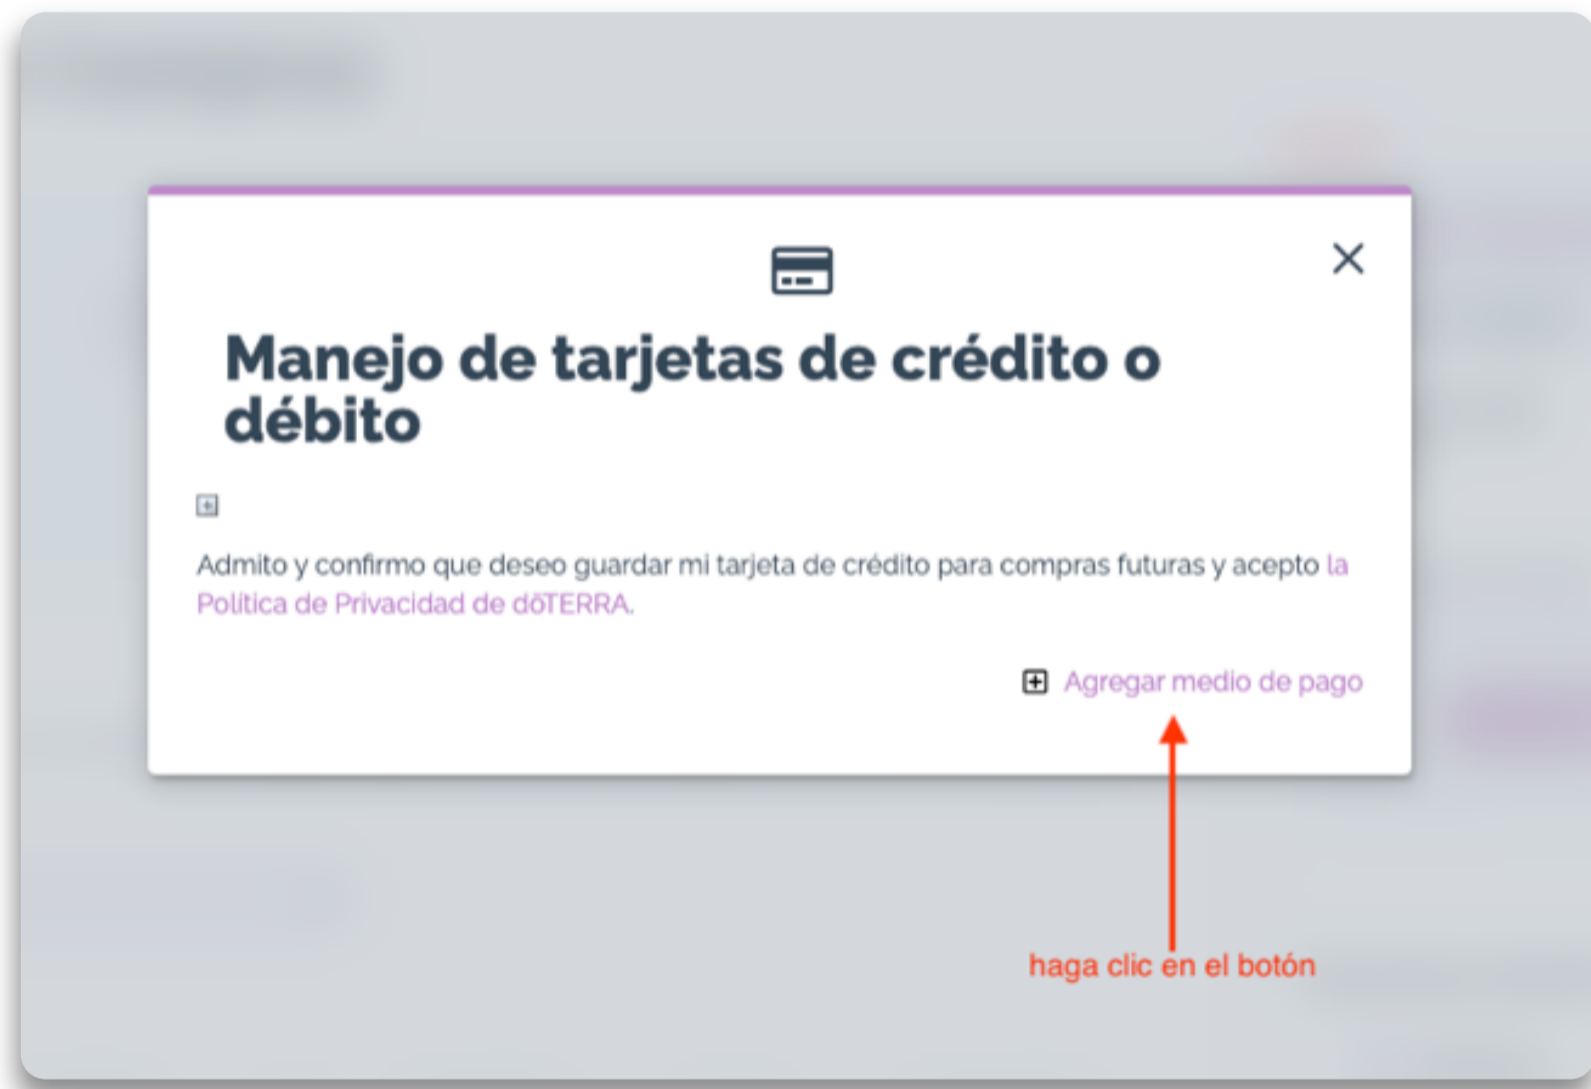 Manejo de tarjetas de crédito o
débito
Admito y confirmo que deseo guardar mi tarjeta de crédito para compras futuras y acepto la
Política de Privacidad de dōTERRA.
Agregar medio de pago
haga clic en el botón